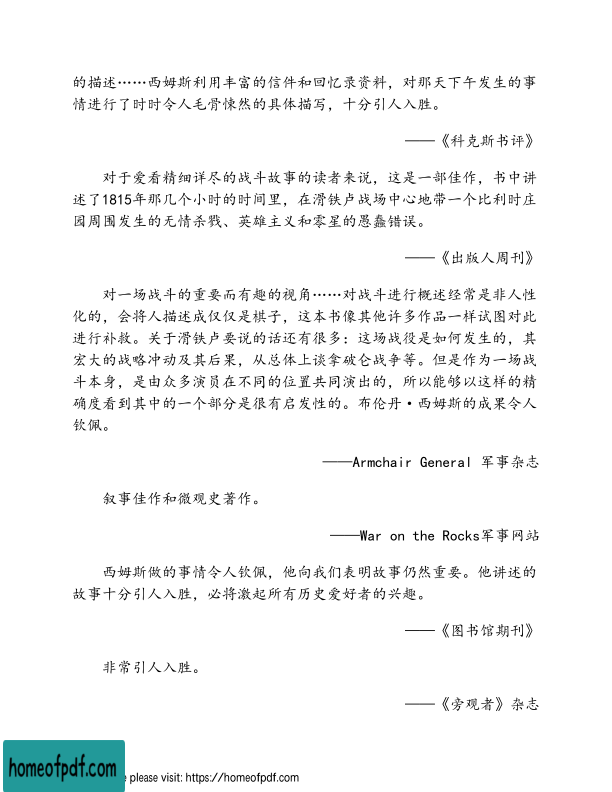 的描述……西姆斯利用丰富的信件和回忆录资料，对那天下午发生的事
情进行了时时令人毛骨悚然的具体描写，十分引人入胜。
——《科克斯书评》
对于爱看精细详尽的战斗故事的读者来说，这是一部佳作，书中讲
述了1815年那几个小时的时间里，在滑铁卢战场中心地带一个比利时庄
园周围发生的无情杀戮、英雄主义和零星的愚蠢错误。
——《出版人周刊》
对一场战斗的重要而有趣的视角……对战斗进行概述经常是非人性
化的，会将人描述成仅仅是棋子，这本书像其他许多作品一样试图对此
进行补救。关于滑铁卢要说的话还有很多：这场战役是如何发生的，其
宏大的战略冲动及其后果，从总体上谈拿破仑战争等。但是作为一场战
斗本身，是由众多演员在不同的位置共同演出的，所以能够以这样的精
确度看到其中的一个部分是很有启发性的。布伦丹·西姆斯的成果令人
钦佩。
——Armchair General 军事杂志
叙事佳作和微观史著作。
——War on the Rocks军事网站
西姆斯做的事情令人钦佩，他向我们表明故事仍然重要。他讲述的
故事十分引人入胜，必将激起所有历史爱好者的兴趣。
——《图书馆期刊》
非常引人入胜。
——《旁观者》杂志
homeofpdf.com
e please visit: https://homeofpdf.com